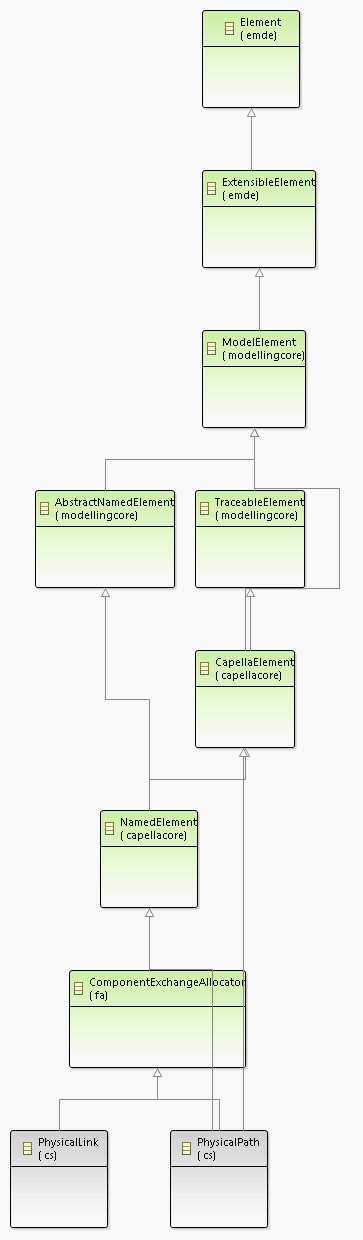 Element
( emde)
ExtensibleElement
( emde)
ModelElement
( modellingcore)
AbstractNamedElement
( modellingcore)
TraceableElement
( modellingcore)
CapellaElement
( capellacore)
NamedElement
( capellacore)
ComponentExchangeAllocator
( fa)
PhysicalLink
( cs)
PhysicalPath
( cs)